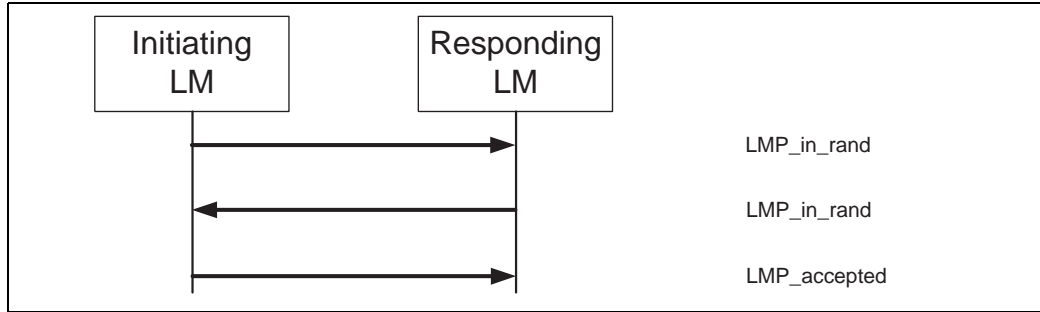 Initiating
LM
Responding
LM
LMP_in_rand
LMP_in_rand
LMP_accepted